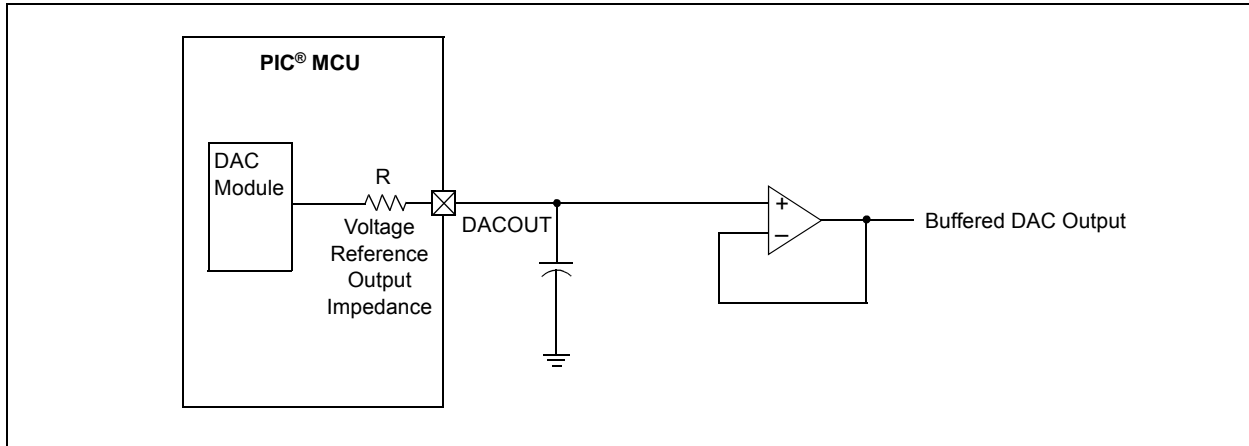 PIC® MCU
DAC
Module
R
DACOUT
Voltage
Reference
Output
Impedance
+
–
Buffered DAC Output